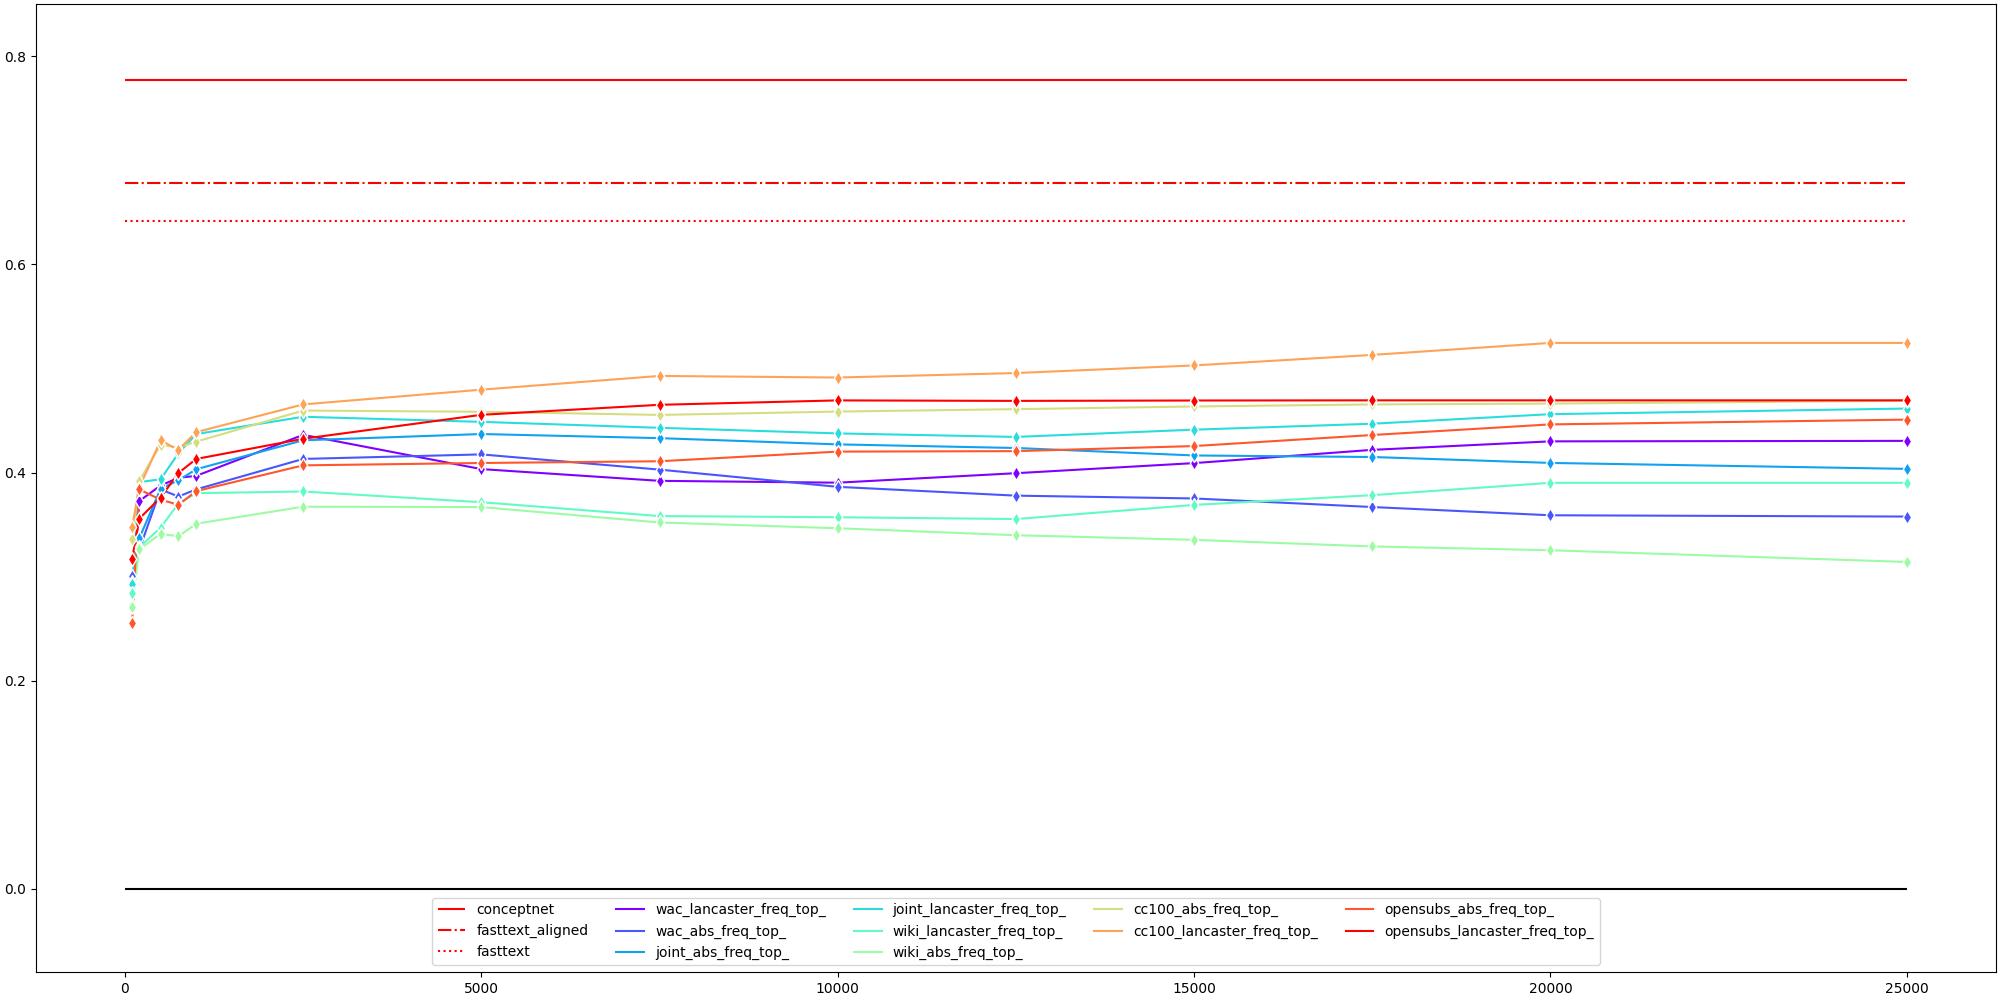 0.8
0.6
0.4
0.2
0.0
conceptnet
fasttext_aligned
fasttext
wac_lancaster_freq_top_
wac_abs_freq_top_
joint_abs_freq_top_
joint_lancaster_freq_top_
wiki_lancaster_freq_top_
wiki_abs_freq_top_
cc100_abs_freq_top_
cc100_lancaster_freq_top_
opensubs_abs_freq_top_
opensubs_lancaster_freq_top_
0
5000
10000
15000
20000
25000